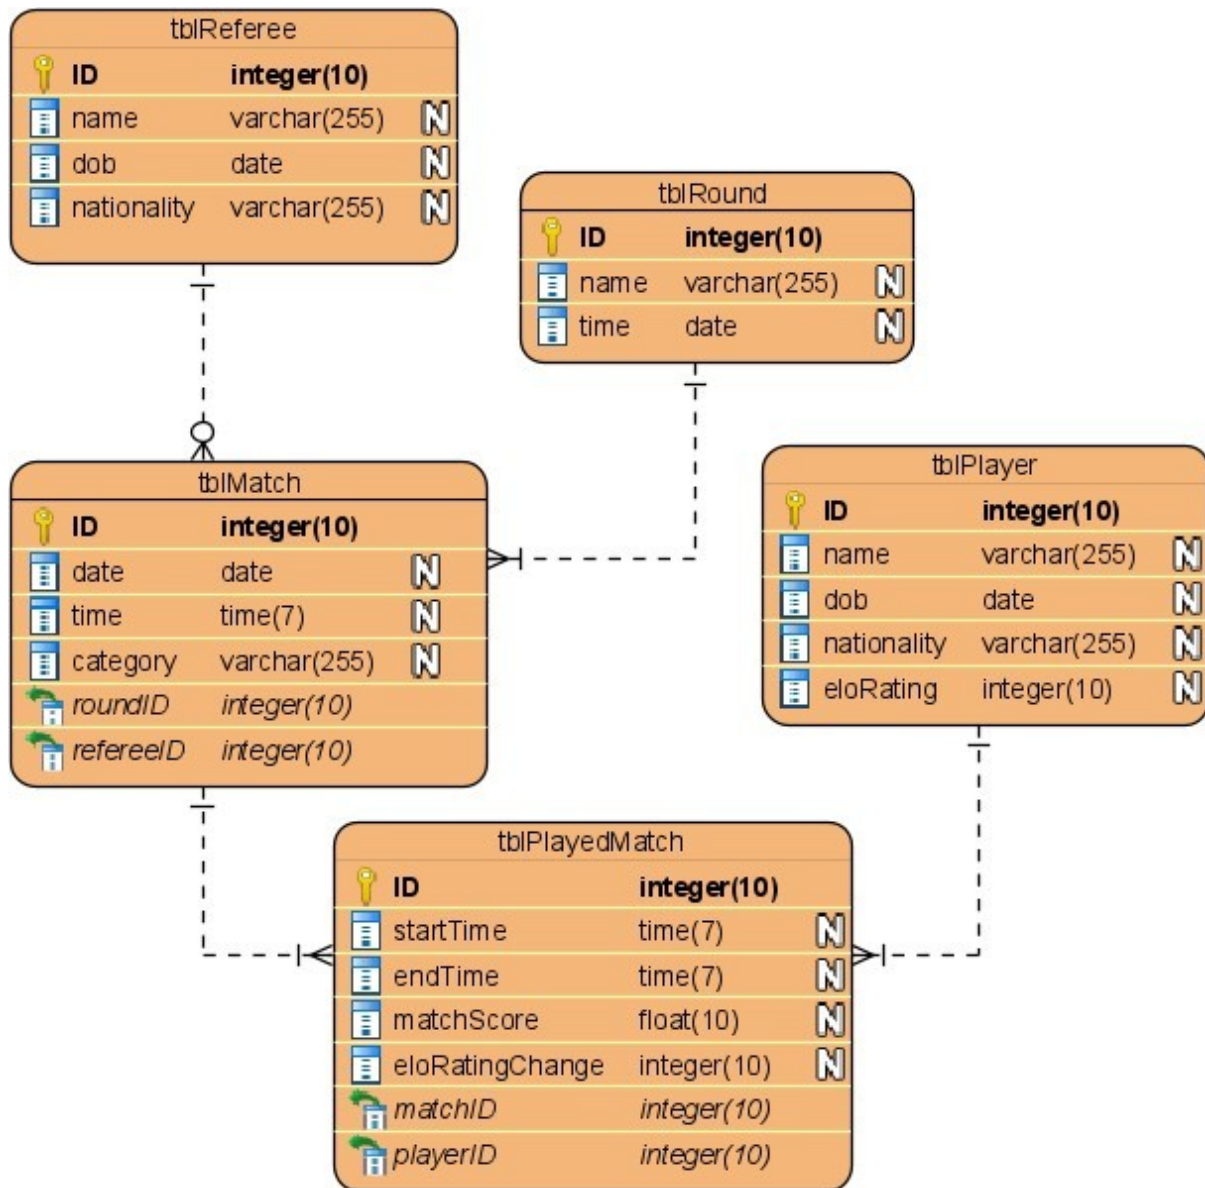 tblReferee
ID integer(10)
name varchar(255) N
dob date N
nationality varchar(255) N
tblRound
ID integer(10)
name varchar(255) N
time date N
tblMatch
ID integer(10)
date date N
time time(7) N
category varchar(255) N
roundID integer(10)
refereeID integer(10)
tblPlayer
ID integer(10)
name varchar(255) N
dob date N
nationality varchar(255) N
eloRating integer(10) N
tblPlayedMatch
ID integer(10)
startTime time(7) N
endTime time(7) N
matchScore float(10) N
eloRatingChange integer(10) N
matchID integer(10)
playerID integer(10)